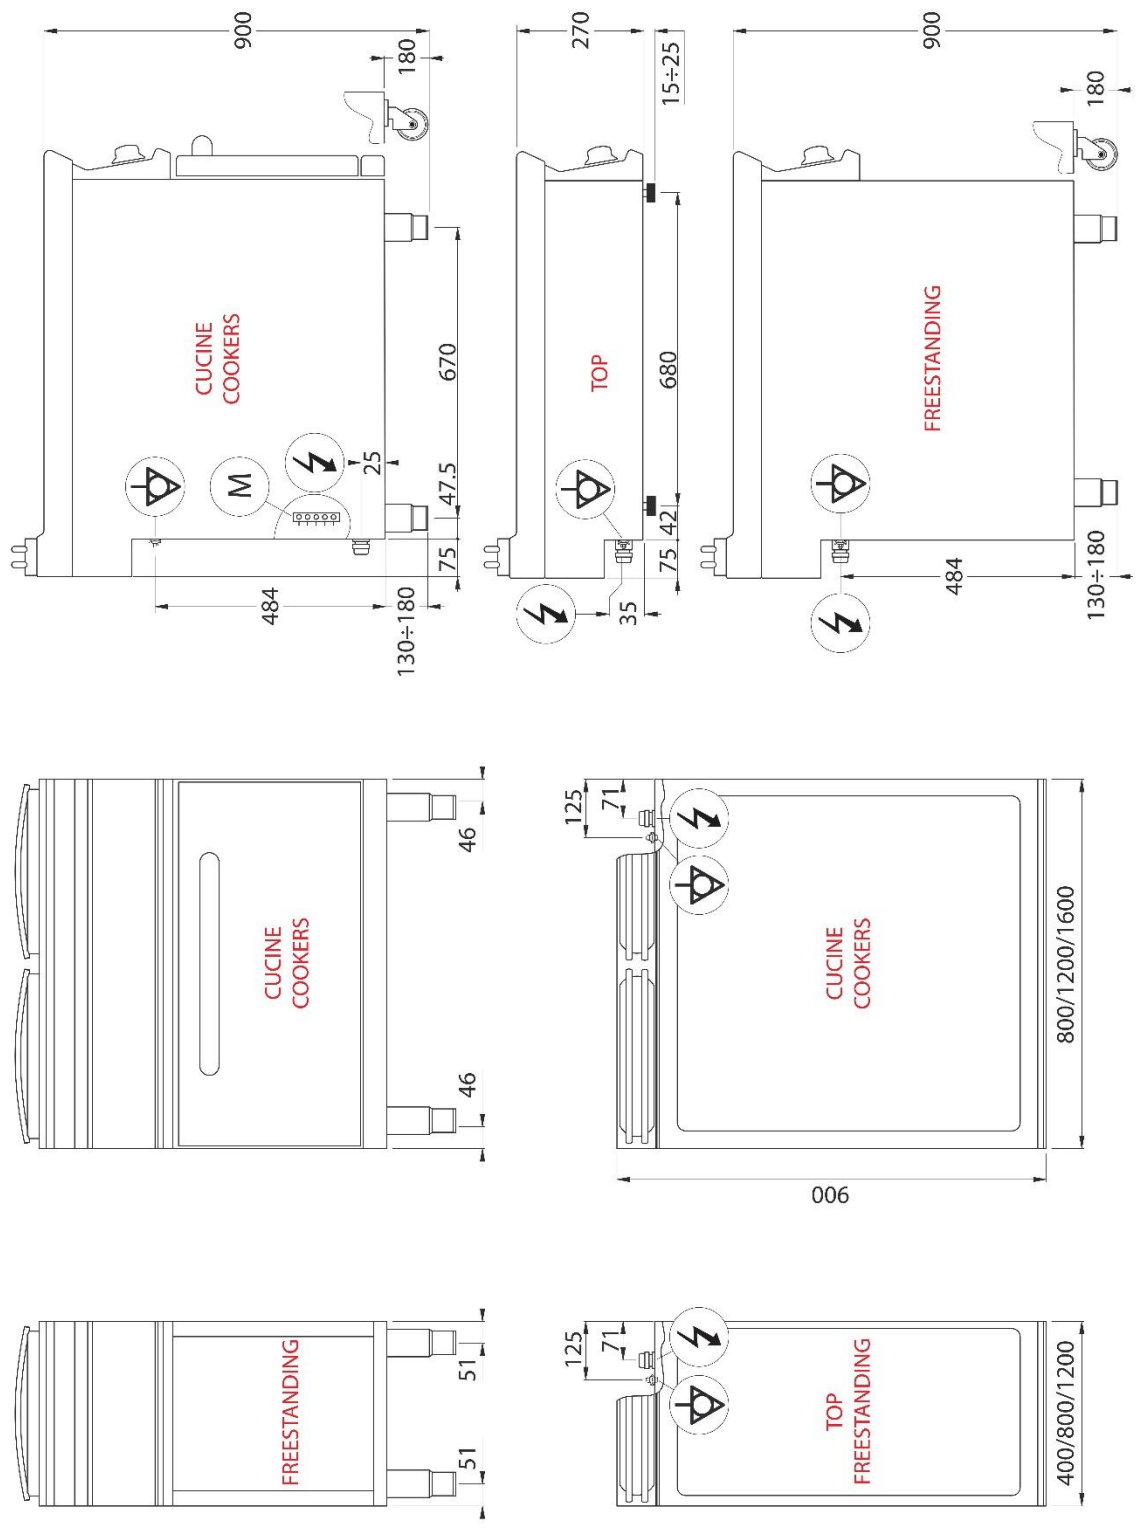 900
180
CUCINE
COOKERS
M
25
670
47.5
75
484
130÷180
270
15÷25
TOP
680
42
75
35
900
180
FREESTANDING
484
130÷180
CUCINE
COOKERS
46
46
125
71
CUCINE
COOKERS
800/1200/1600
900
FREESTANDING
51
51
125
71
TOP
FREESTANDING
400/800/1200